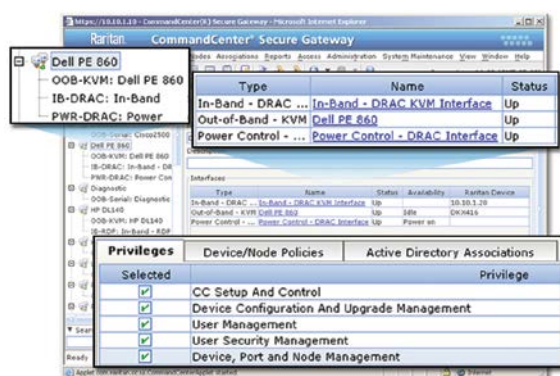 https://10.10.1.10 - CommandCenter(R) Secure Gateway - Microsoft Internet Explorer
Raritan. CommandCenter® Secure Gateway
Nodes Associations Reports Access Administration System Maintenance View Window Help
Dell PE 860
OOB-KVM: Dell PE 860
IB-DRAC: In-Band
PWR-DRAC: Power
Type Name Status
In-Band - DRAC ... In-Band - DRAC KVM Interface Up
Out-of-Band - KVM Dell PE 860 Up
Power Control - ... Power Control - DRAC Interface Up
OOB-Serial: Cisco2500
Dell PE 860
OOB-KVM: Dell PE 860
IB-DRAC: In-Band - DR
PWR-DRAC: Power Con
Diagnostic
OOB-Serial: Diagnostic
HP DL140
OOB-KVM: HP DL140
IB-RDP: In-Band - RDP
Interfaces
Type Name Status Availability Raritan Device
In-Band - DRAC ... In-Band - DRAC KVM Interface Up 10.10.1.20
Out-of-Band - KVM Dell PE 860 Up Idle DKX416
Power Control - ... Power Control - DRAC Interface Up Power on
Privileges Device/Node Policies Active Directory Associations
Selected Privilege
CC Setup And Control
Device Configuration And Upgrade Management
User Management
User Security Management
Device, Port and Node Management
Ready
Internet